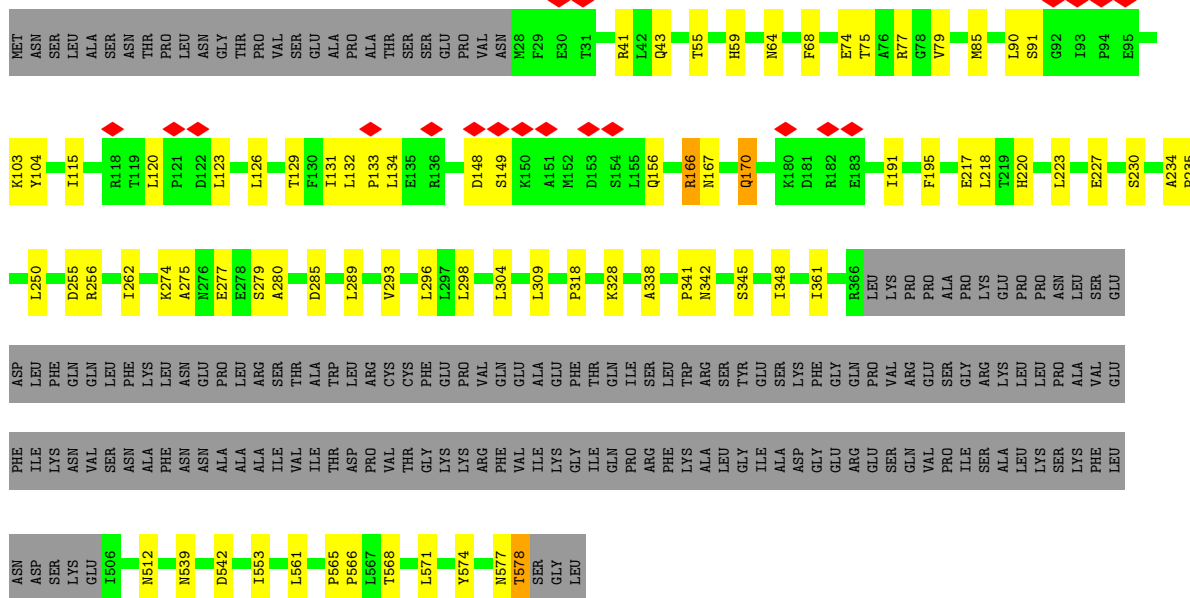 MET ASN SER LEU ALA SER ASN THR PRO LEU ASN GLY THR PRO VAL SER GLU ALA PRO ALA THR SER SER GLU PRO VAL ASN M28 F29 E30 T31 R41 L42 Q43 T55 H59 N64 F68 E74 T75 A76 R77 G78 V79 M85 L90 S91 G92 I93 P94 E95
K103 Y104 I115 R118 T119 L120 P121 D122 L123 L126 T129 F130 I131 L132 P133 L134 E135 R136 D148 S149 K150 A151 M152 D153 S154 L155 Q156 R166 N167 Q170 K180 D181 R182 E183 I191 F195 E217 L218 T219 H220 L223 E227 S230 A234
L250 D255 R256 I262 K274 A275 N276 E277 E278 S279 A280 D285 L289 V293 L296 L297 L298 L304 L309 P318 K328 A338 P341 N342 S345 I348 I361 R366 LEU LYS PRO PRO ALA PRO LYS GLU PRO PRO ASN LEU SER GLU
ASP LEU PHE GLN GLN LEU PHE LYS LEU ASN GLU PRO LEU ARG SER THR ALA TRP LEU ARG CYS CYS PHE GLU PRO VAL GLN GLU ALA GLU PHE THR GLN ILE SER LEU TRP ARG SER TYR GLU SER LYS PHE GLY GLN PRO VAL ARG GLU SER GLY ARG LYS LEU LEU PRO ALA VAL GLU
PHE ILE LYS ASN VAL SER ASN ALA PHE ASN ASN ALA ALA ALA ILE VAL ILE THR ASP PRO VAL THR GLY LYS LYS ARG PHE VAL ILE LYS GLY ILE GLN PRO ARG PHE LYS ALA LEU GLY ILE ALA ASP GLY GLU ARG GLU SER GLN VAL PRO ILE SER ALA LEU LYS SER LYS PHE LEU
ASN ASP SER LYS GLU I506 N512 N539 D542 I553 L561 P565 P566 L567 T568 L571 Y574 N577 T578 SER GLY LEU